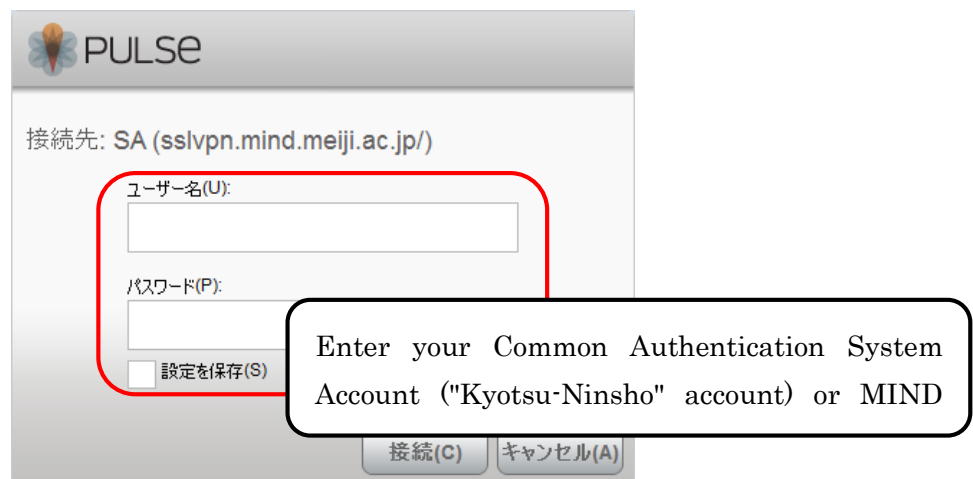 PULSe
接続先: SA (sslvpn.mind.meiji.ac.jp/)
ユーザー名(U):
パスワード(P):
設定を保存(S)
Enter your Common Authentication System
Account ("Kyotsu-Ninsho" account) or MIND
接続(C) キャンセル(A)